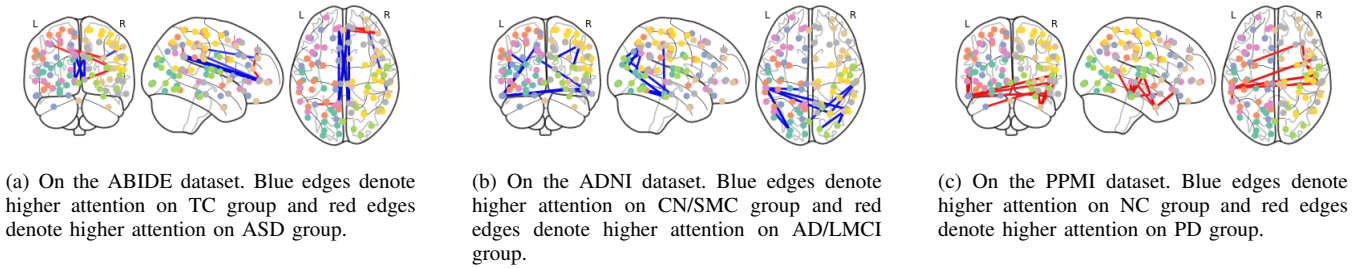 L R R
L R R
L R R
(a) On the ABIDE dataset. Blue edges denote
higher attention on TC group and red edges
denote higher attention on ASD group.
(b) On the ADNI dataset. Blue edges denote
higher attention on CN/SMC group and red
edges denote higher attention on AD/LMCI
group.
(c) On the PPMI dataset. Blue edges denote
higher attention on NC group and red edges
denote higher attention on PD group.